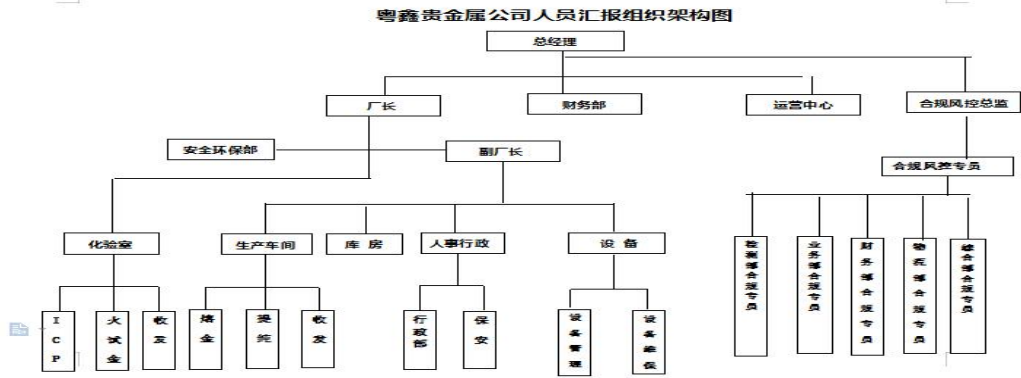 粤鑫贵金属公司人员汇报组织架构图
总经理
厂长
财务部
运营中心
合规风控总监
安全环保部
副厂长
合规风控专员
化验室
生产车间
库 房
人事行政
设 备
检测部合规专员
业务部合规专员
财务部合规专员
物流部合规专员
综合部合规专员
ICP
火试金
收发
熔金
提纯
收发
行政部
保安
设备管理
设备维保